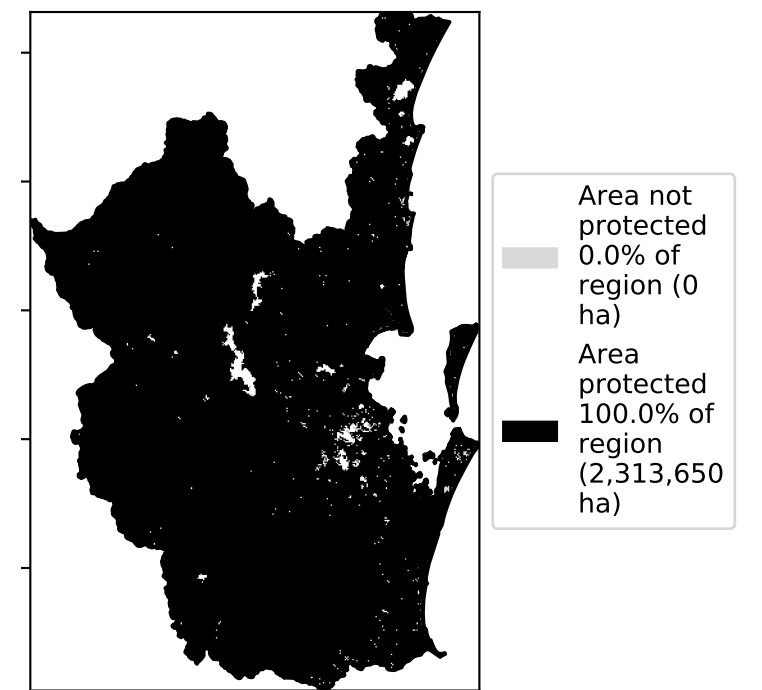 Area not
protected
0.0% of
region (0
ha)
Area
protected
100.0% of
region
(2,313,650
ha)